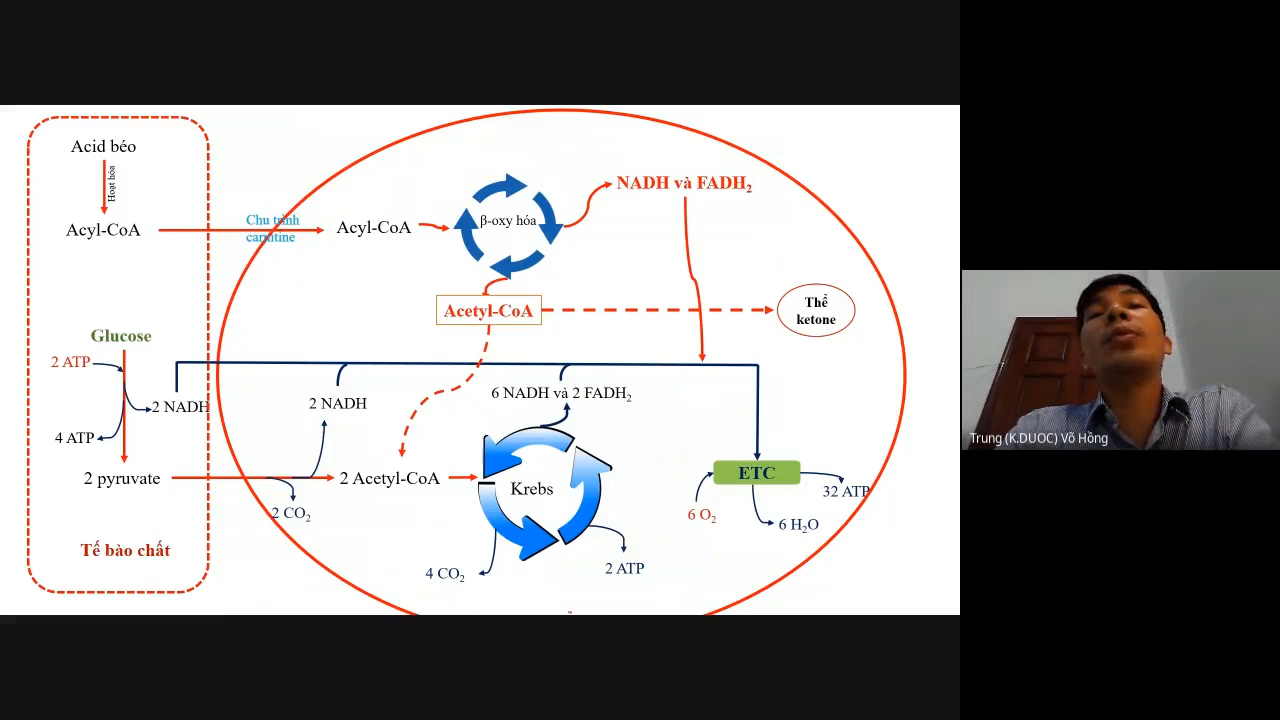 Acid béo
Hoạt hóa
Acyl-CoA
Chu trình
carnitine
Acyl-CoA
β-oxy hóa
NADH và FADH₂
Acetyl-CoA
Thể
ketone
Glucose
2 ATP
2 NADH
4 ATP
2 pyruvate
2 NADH
6 NADH và 2 FADH₂
2 Acetyl-CoA
Krebs
2 CO₂
4 CO₂
2 ATP
ETC
32 ATP
6 O₂
6 H₂O
Tế bào chất
Trung (K.DUOC) Võ Hồng